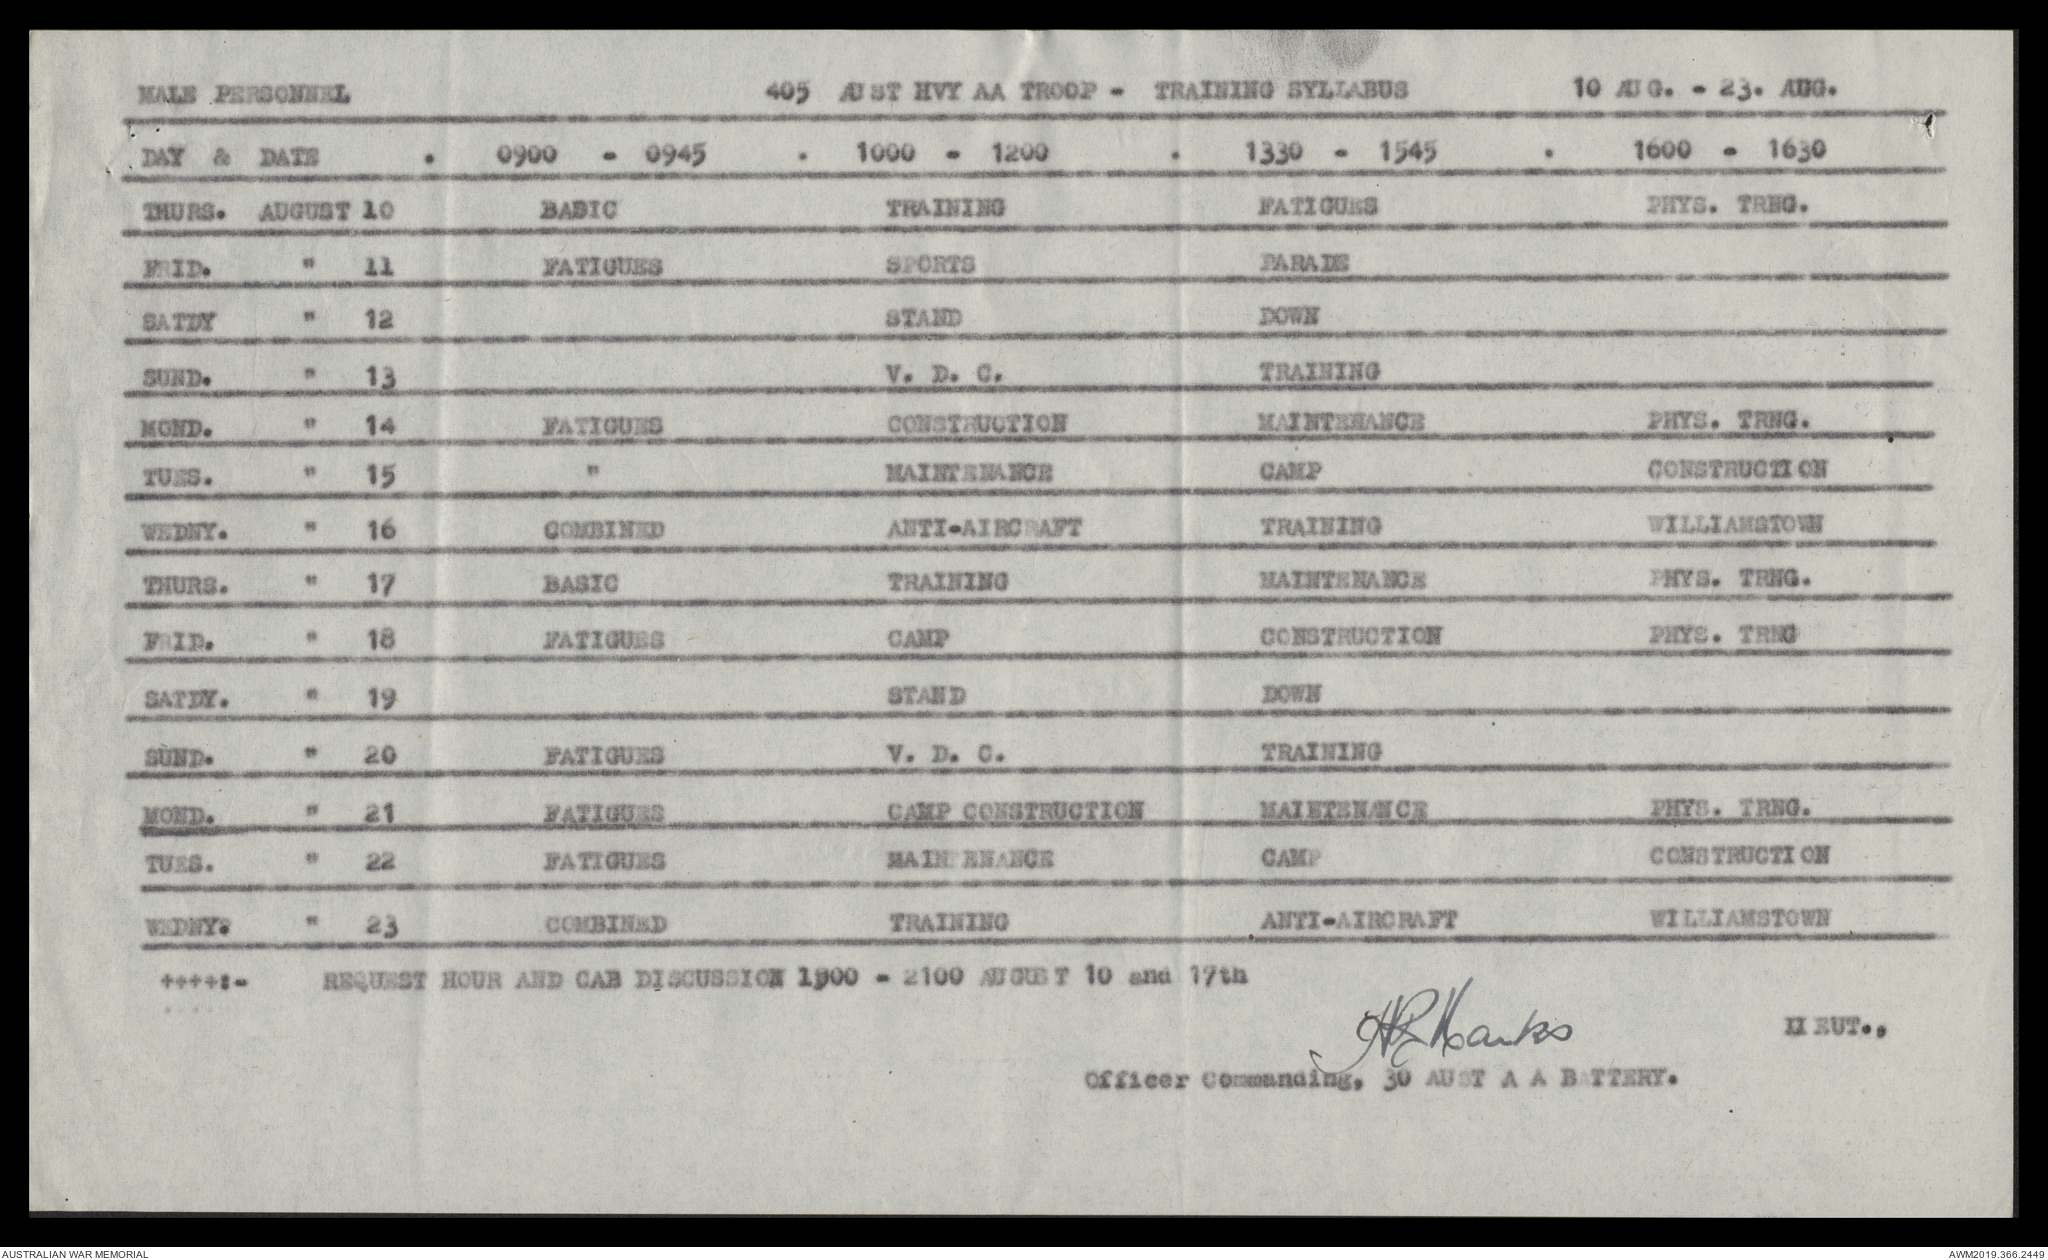 MALE PERSONNEL 405 AUST HVY AA TROOP - TRAINING SYLLABUS 10 AUG. - 23. AUG.
DAY & DATE . 0900 - 0945 . 1000 - 1200 . 1330 - 1545 . 1600 - 1630
THURS. AUGUST 10 BASIC TRAINING FATIGUES PHYS. TRNG.
FRID. " 11 FATIGUES SPORTS PARADE
SATDY " 12 STAND DOWN
SUND. " 13 V. D. C. TRAINING
MOND. " 14 FATIGUES CONSTRUCTION MAINTENANCE PHYS. TRNG.
TUES. " 15 " MAINTENANCE CAMP CONSTRUCTION
WEDNY. " 16 COMBINED ANTI-AIRCRAFT TRAINING WILLIAMSTOWN
THURS. " 17 BASIC TRAINING MAINTENANCE PHYS. TRNG.
FRID. " 18 FATIGUES CAMP CONSTRUCTION PHYS. TRNG
SATDY. " 19 STAND DOWN
SUND. " 20 FATIGUES V. D. C. TRAINING
MOND. " 21 FATIGUES CAMP CONSTRUCTION MAINTENANCE PHYS. TRNG.
TUES. " 22 FATIGUES MAINTENANCE CAMP CONSTRUCTION
WEDNY. " 23 COMBINED TRAINING ANTI-AIRCRAFT WILLIAMSTOWN
++++:- REQUEST HOUR AND CAB DISCUSSION 1900 - 2100 AUGUST 10 and 17th
LIEUT.,
Officer Commanding, 30 AUST A A BATTERY.
AUSTRALIAN WAR MEMORIAL AWM2019.366.2449